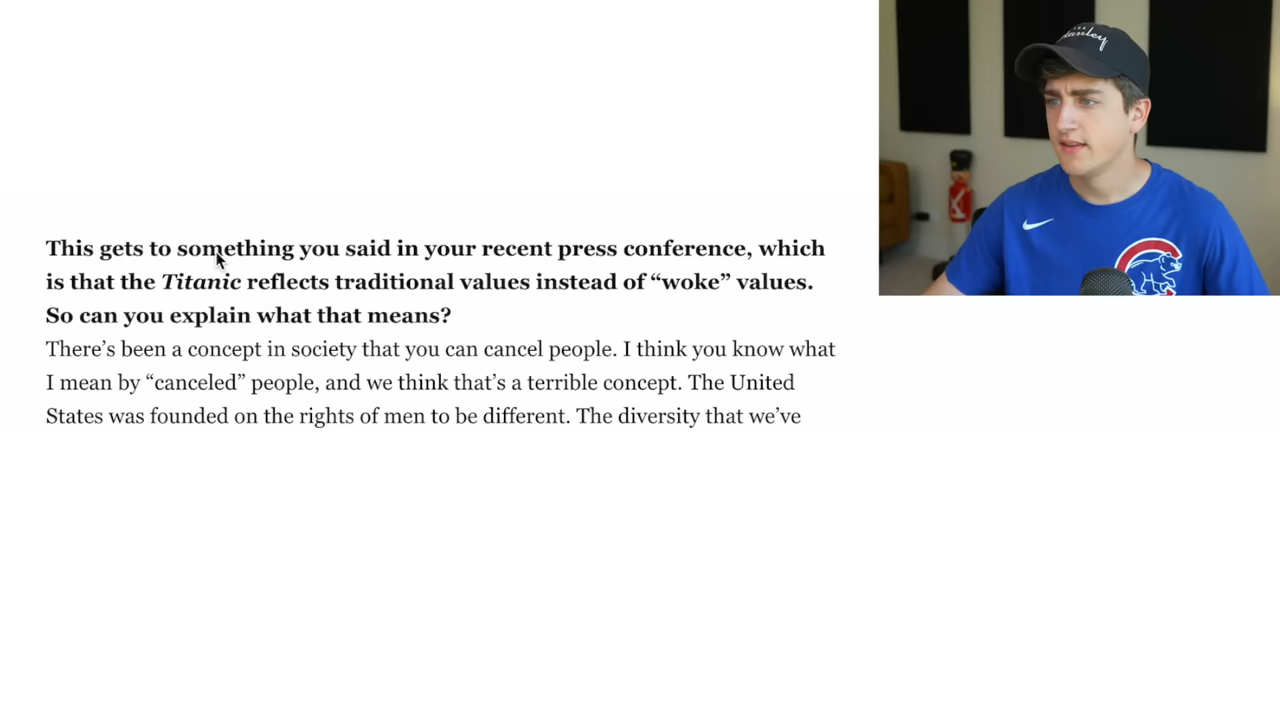 This gets to something you said in your recent press conference, which
is that the Titanic reflects traditional values instead of “woke” values.
So can you explain what that means?
There’s been a concept in society that you can cancel people. I think you know what
I mean by “canceled” people, and we think that’s a terrible concept. The United
States was founded on the rights of men to be different. The diversity that we’ve